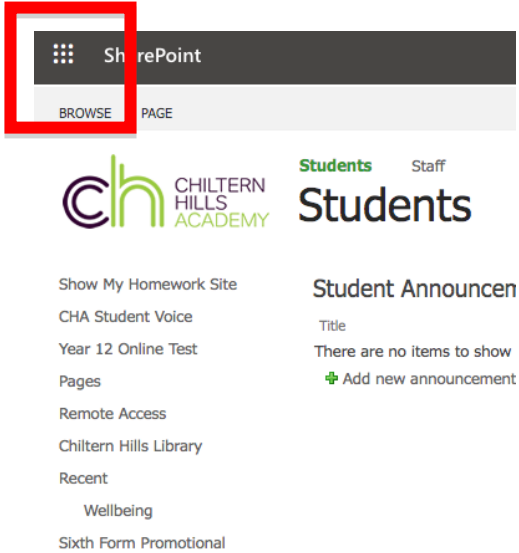 SharePoint
BROWSE PAGE
ch CHILTERN
HILLS
ACADEMY
Students Staff
Students
Show My Homework Site
CHA Student Voice
Year 12 Online Test
Pages
Remote Access
Chiltern Hills Library
Recent
Wellbeing
Sixth Form Promotional
Student Announcem
Title
There are no items to show
Add new announcement